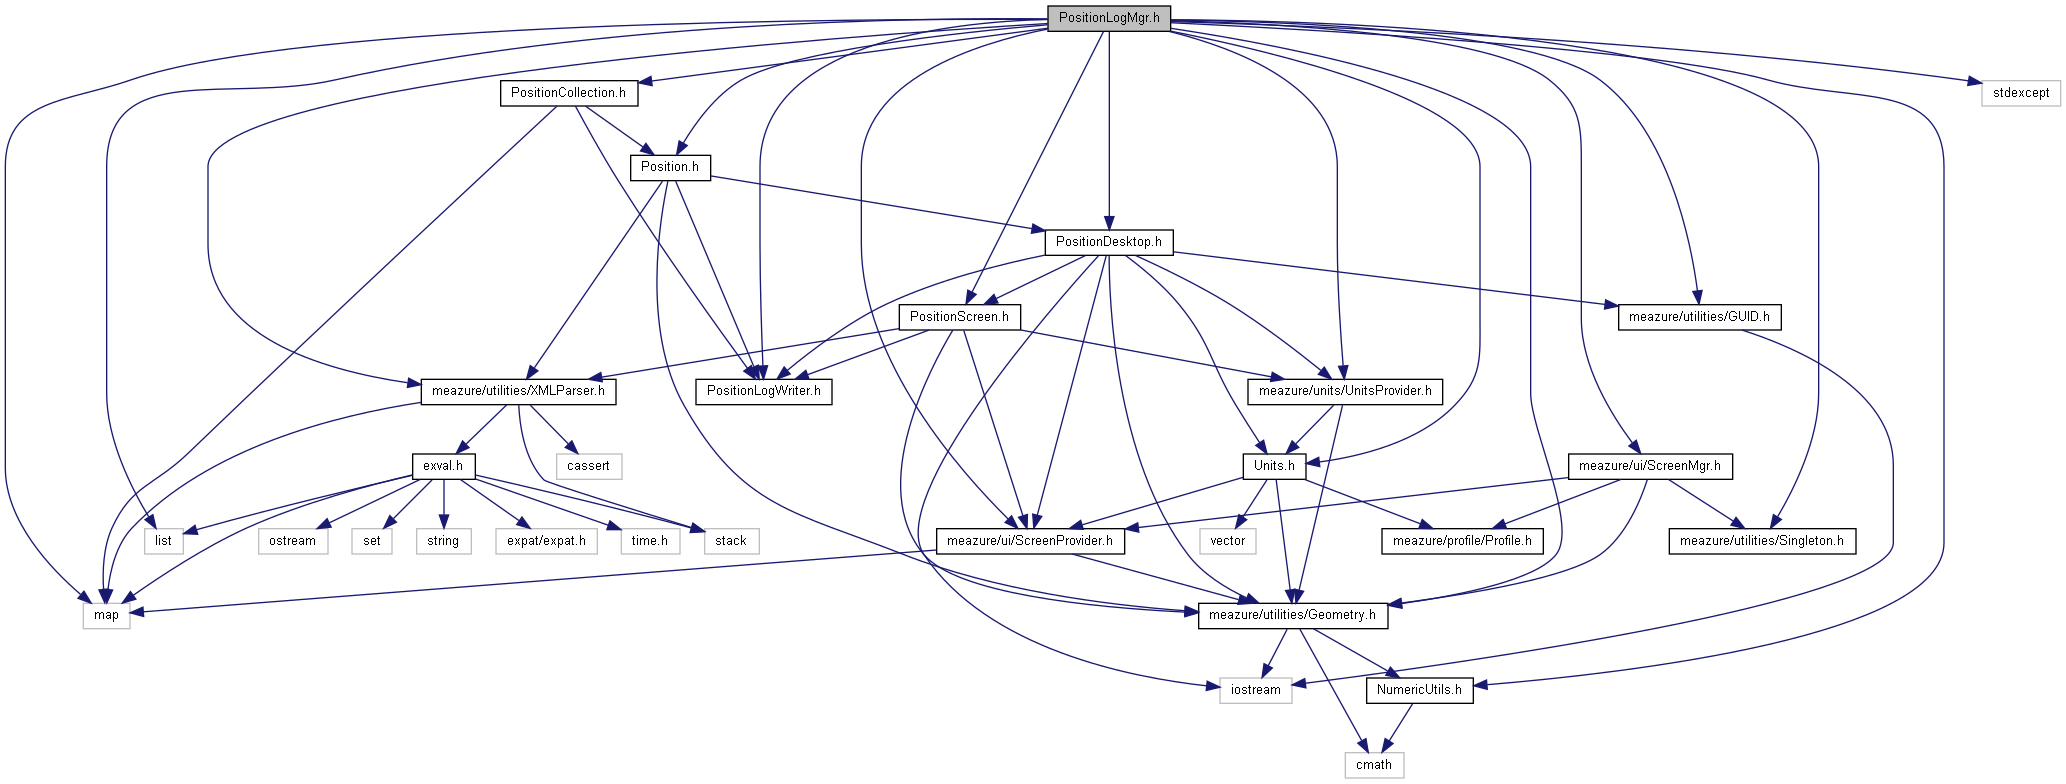 PositionLogMgr.h
PositionCollection.h
stdexcept
Position.h
PositionDesktop.h
PositionScreen.h
meazure/utilities/GUID.h
meazure/utilities/XMLParser.h
PositionLogWriter.h
meazure/units/UnitsProvider.h
exval.h
cassert
Units.h
meazure/ui/ScreenMgr.h
list
ostream
set
string
expat/expat.h
time.h
stack
meazure/ui/ScreenProvider.h
vector
meazure/profile/Profile.h
meazure/utilities/Singleton.h
map
meazure/utilities/Geometry.h
iostream
NumericUtils.h
cmath